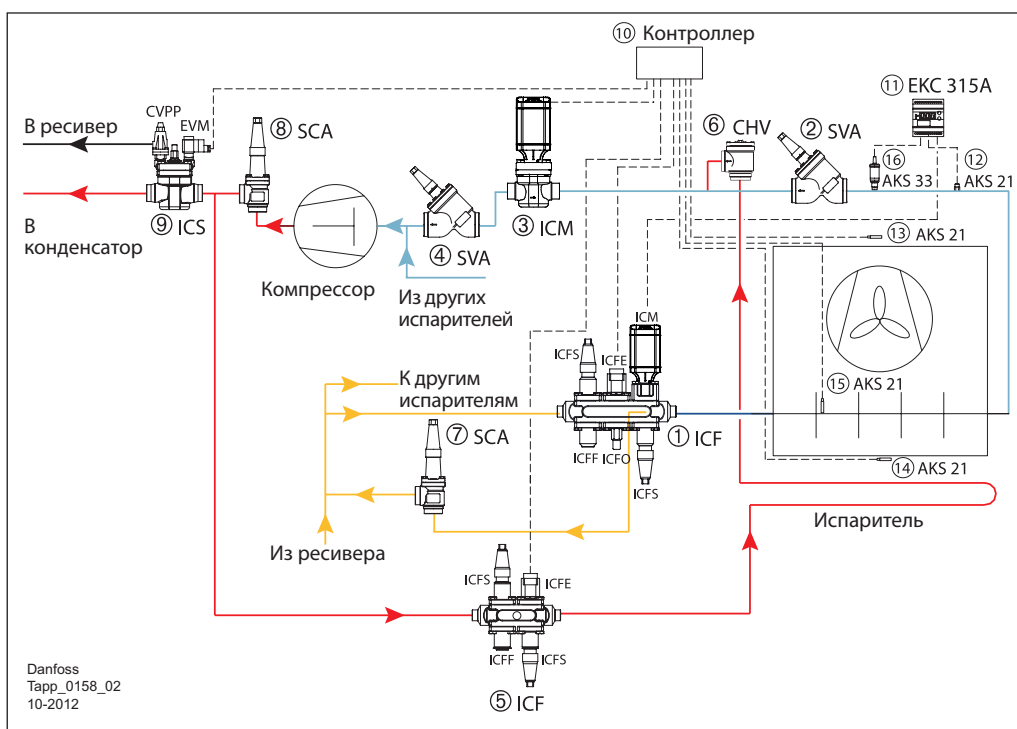 ⑩ Контроллер
⑪ EKC 315A
CVPP
EVM
⑧ SCA
⑥ CHV
② SVA
В ресивер
⑯
AKS 33
⑫
AKS 21
⑨ ICS
③ ICM
④ SVA
⑬ AKS 21
В
конденсатор
Компрессор
Из других
испарителей
ICM
ICFS
ICFE
К другим
испарителям
⑮ AKS 21
⑦ SCA
① ICF
ICFF
ICFO
ICFS
⑭ AKS 21
Из ресивера
Испаритель
ICFS
ICFE
ICFF
ICFS
⑤ ICF
Danfoss
Tapp_0158_02
10-2012